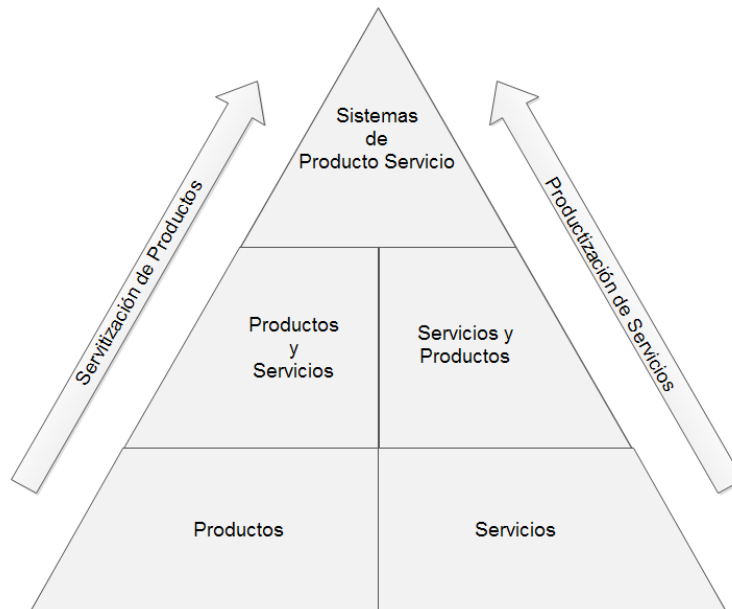 Sistemas
de
Producto Servicio
Servitización de Productos
Productización de Servicios
Productos
y
Servicios
Servicios y
Productos
Productos
Servicios